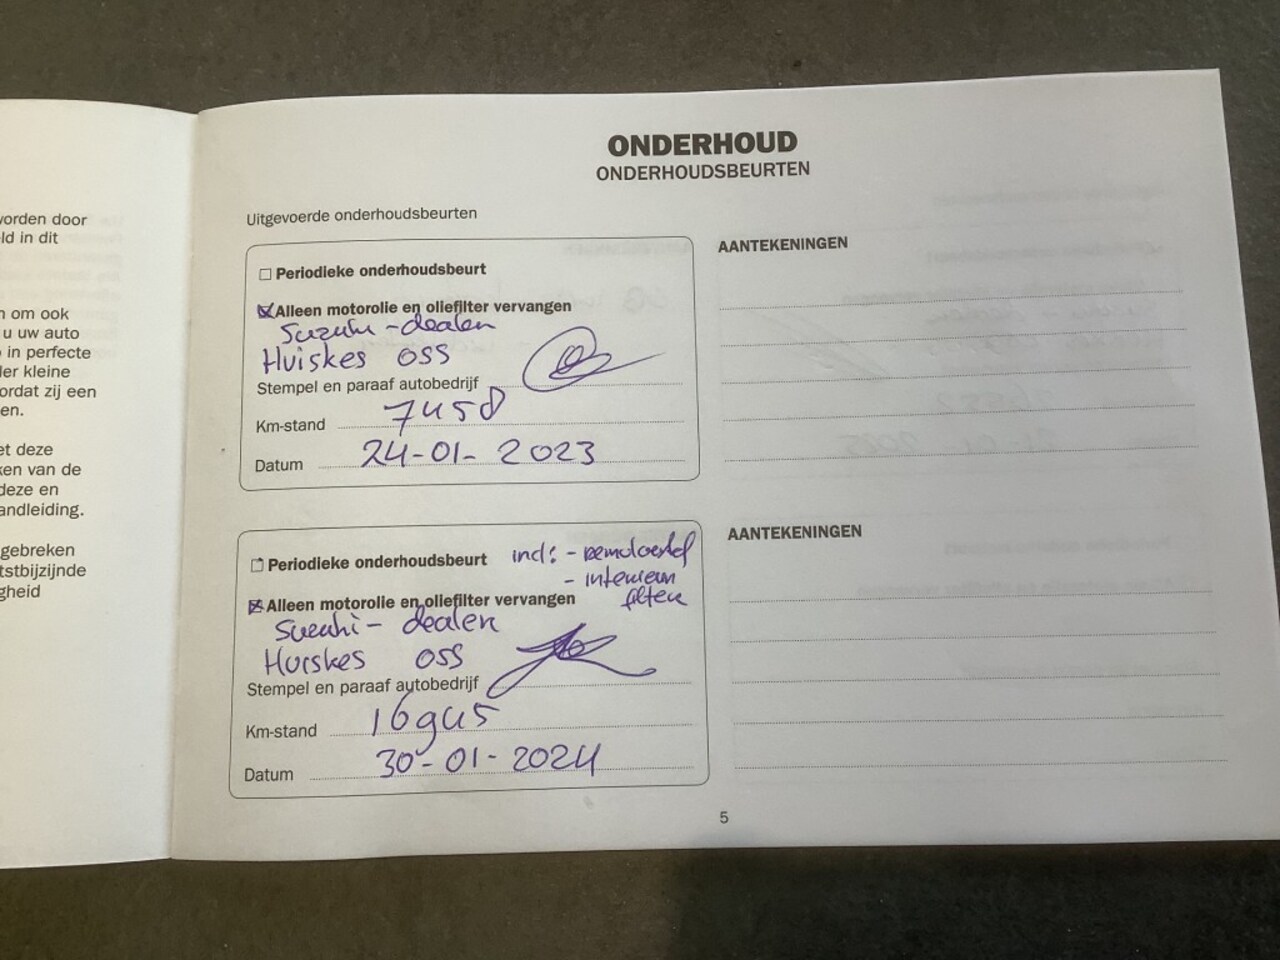 worden door
ld in dit
n om ook
u uw auto
in perfecte
ler kleine
ordat zij een
en.
et deze
ken van de
deze en
andleiding.
gebreken
tstbijzijnde
gheid
ONDERHOUD
ONDERHOUDSBEURTEN
Uitgevoerde onderhoudsbeurten
Periodieke onderhoudsbeurt
Alleen motorolie en oliefilter vervangen
Suzuki-dealer
Huiskes OSS
Stempel en paraaf autobedrijf
Km-stand 7458
Datum 24-01-2023
AANTEKENINGEN
Periodieke onderhoudsbeurt incl: - remvloeistof
- interieur
filter
Alleen motorolie en oliefilter vervangen
Suzuki-dealer
Huiskes OSS
Stempel en paraaf autobedrijf
Km-stand 16945
Datum 30-01-2024
AANTEKENINGEN
5